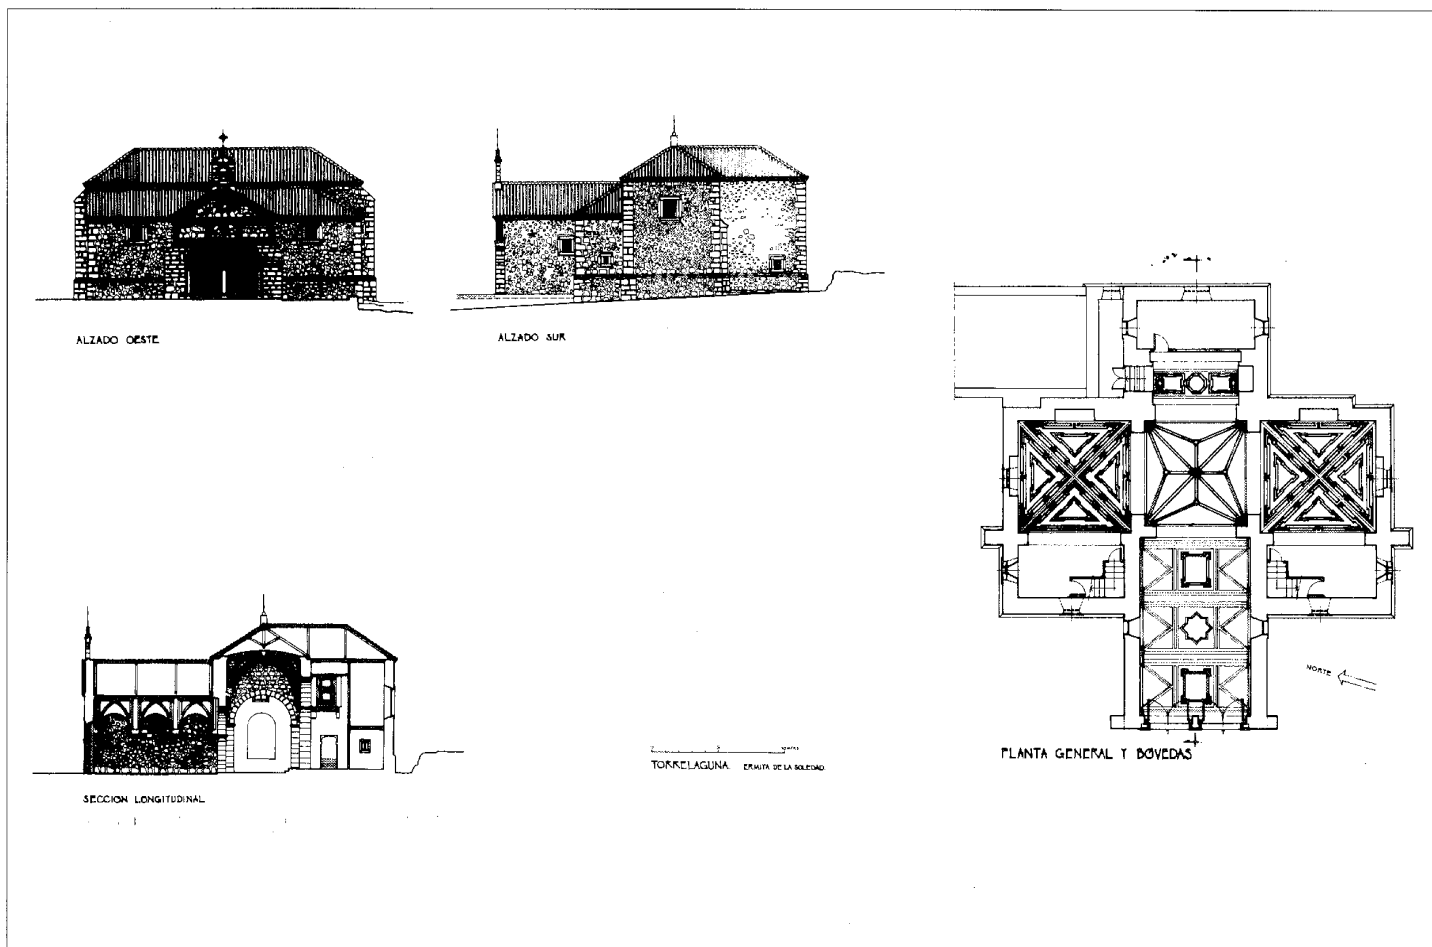 ALZADO OESTE
ALZADO SUR
NORTE
PLANTA GENERAL Y BOVEDAS
SECCION LONGITUDINAL
TORRELAGUNA ERMITA DE LA SOLEDAD